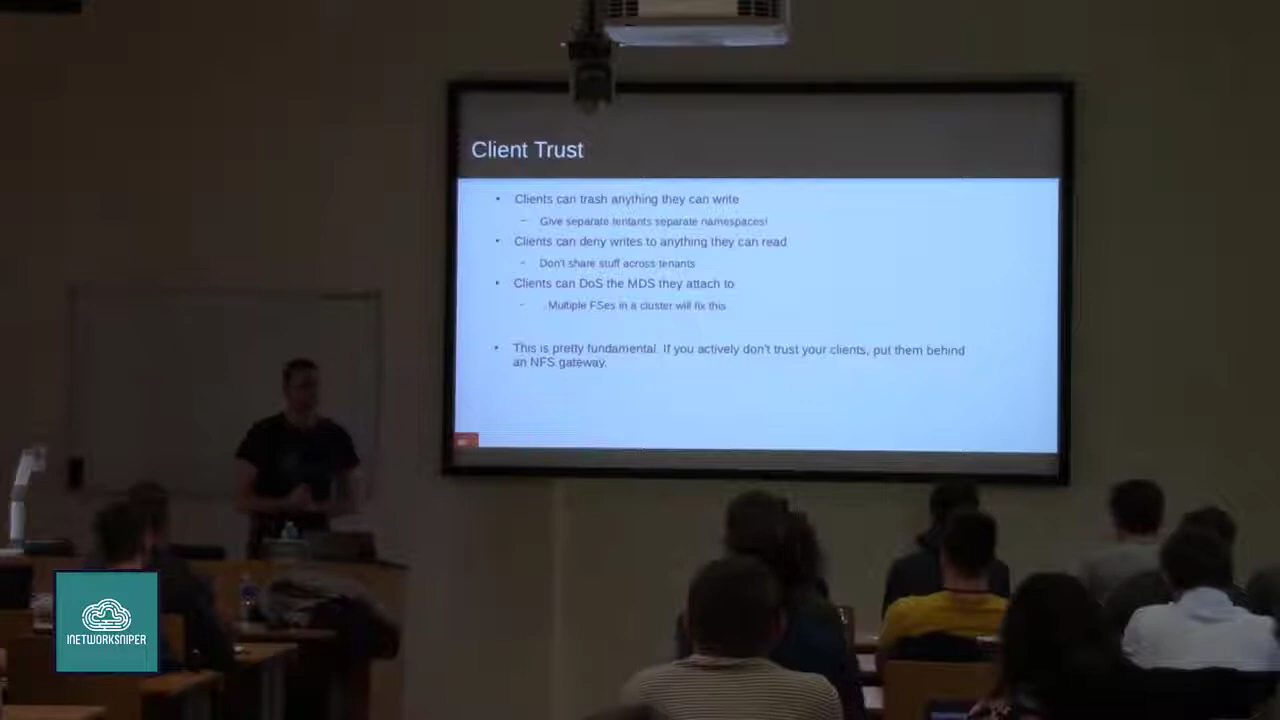 Client Trust
• Clients can trash anything they can write
– Give separate tentants separate namespaces!
• Clients can deny writes to anything they can read
– Don't share stuff across tenants
• Clients can DoS the MDS they attach to
– Multiple FSes in a cluster will fix this
• This is pretty fundamental. If you actively don't trust your clients, put them behind
an NFS gateway.
INETWORKSNIPER